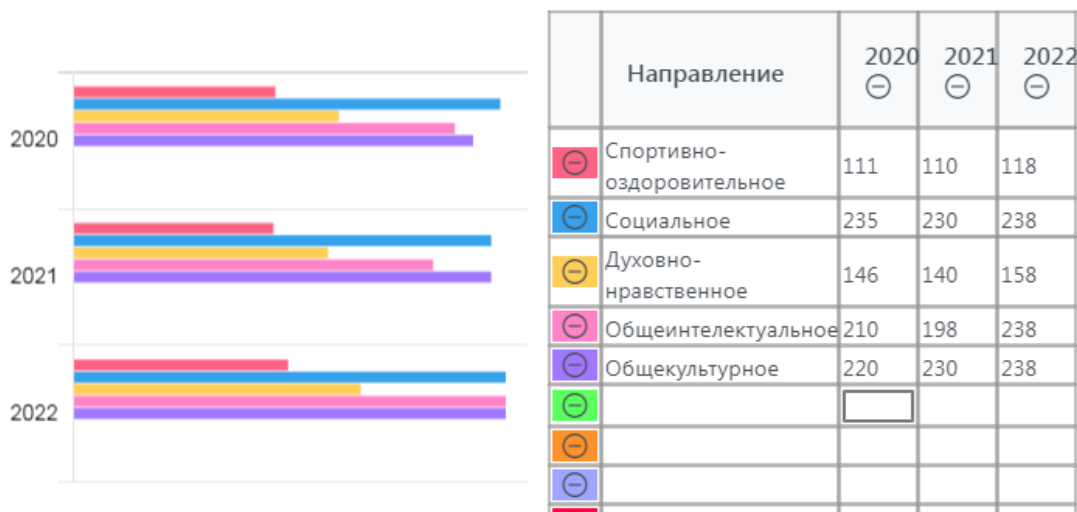 2020
2021
2022
Направление 2020 2021 2022
Спортивно-
оздоровительное 111 110 118
Социальное 235 230 238
Духовно-
нравственное 146 140 158
Общеинтелектуальное 210 198 238
Общекультурное 220 230 238